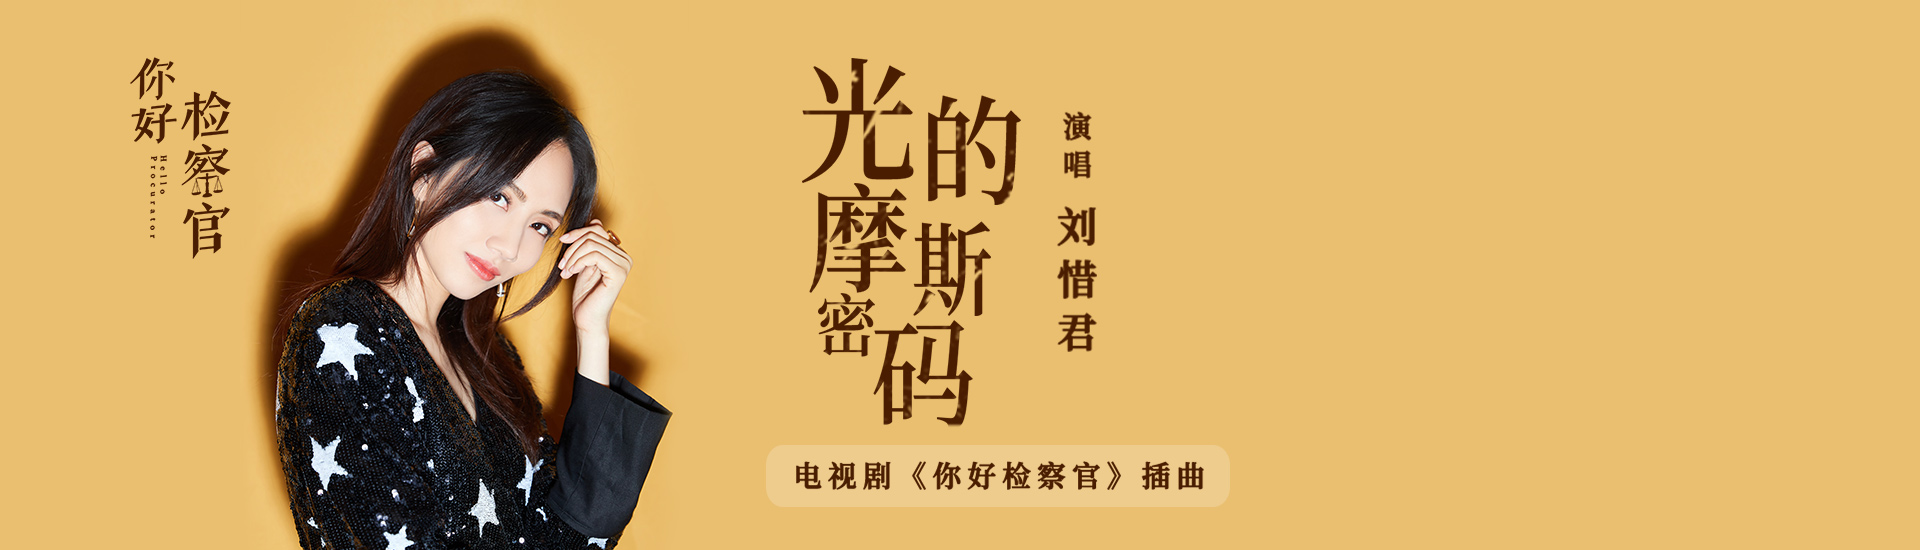 你好
检察官
Hello
Procurator
光的
摩斯
密码
演唱 刘惜君
电视剧《你好检察官》插曲